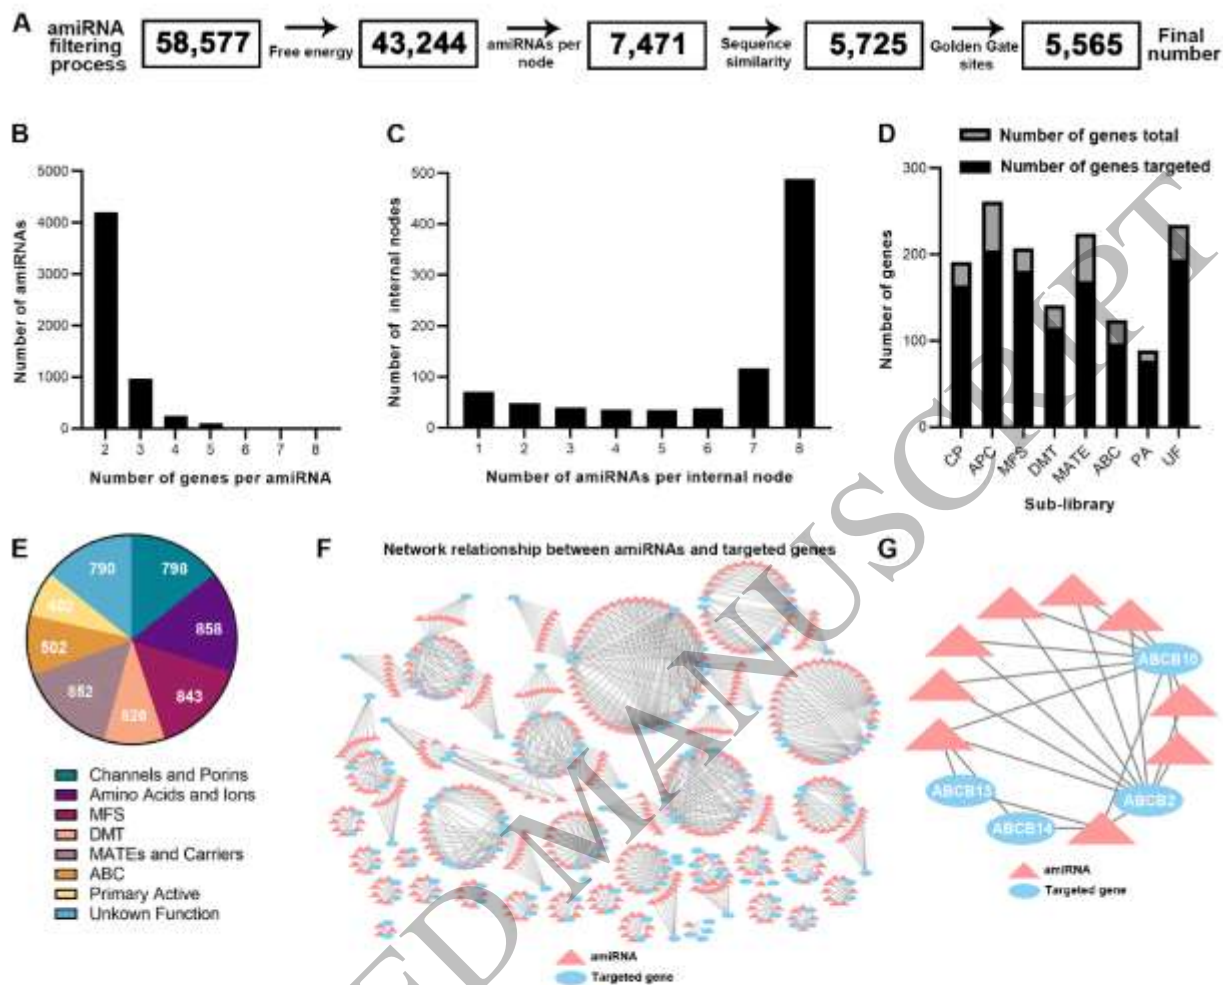 A
amiRNA
filtering
process
58,577
Free energy
43,244
amiRNAs per
node
7,471
Sequence
similarity
5,725
Golden Gate
sites
5,565
Final
number
B
Number of amiRNAs
5000
4000
3000
2000
1000
0
2 3 4 5 6 7 8
Number of genes per amiRNA
C
Number of internal nodes
500
400
300
200
100
0
1 2 3 4 5 6 7 8
Number of amiRNAs per internal node
D
Number of genes total
Number of genes targeted
Number of genes
300
200
100
0
CP APC MFS DMT MATE ABC PA UF
Sub-library
E
790
798
858
843
502
Channels and Porins
Amino Acids and Ions
MFS
DMT
MATEs and Carriers
ABC
Primary Active
Unkown Function
F
Network relationship between amiRNAs and targeted genes
amiRNA
Targeted gene
G
ABCB10
ABCB2
ABCB13
ABCB14
amiRNA
Targeted gene
ED MANUSCRIPT